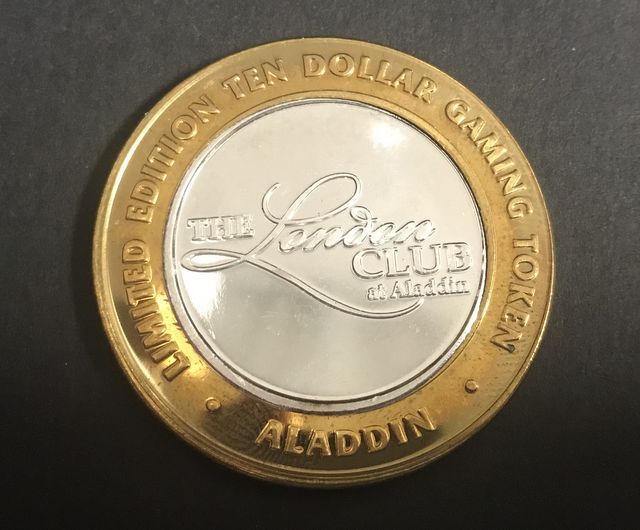 LIMITED EDITION TEN DOLLAR GAMING TOKEN
THE London
CLUB
at Aladdin
• ALADDIN •